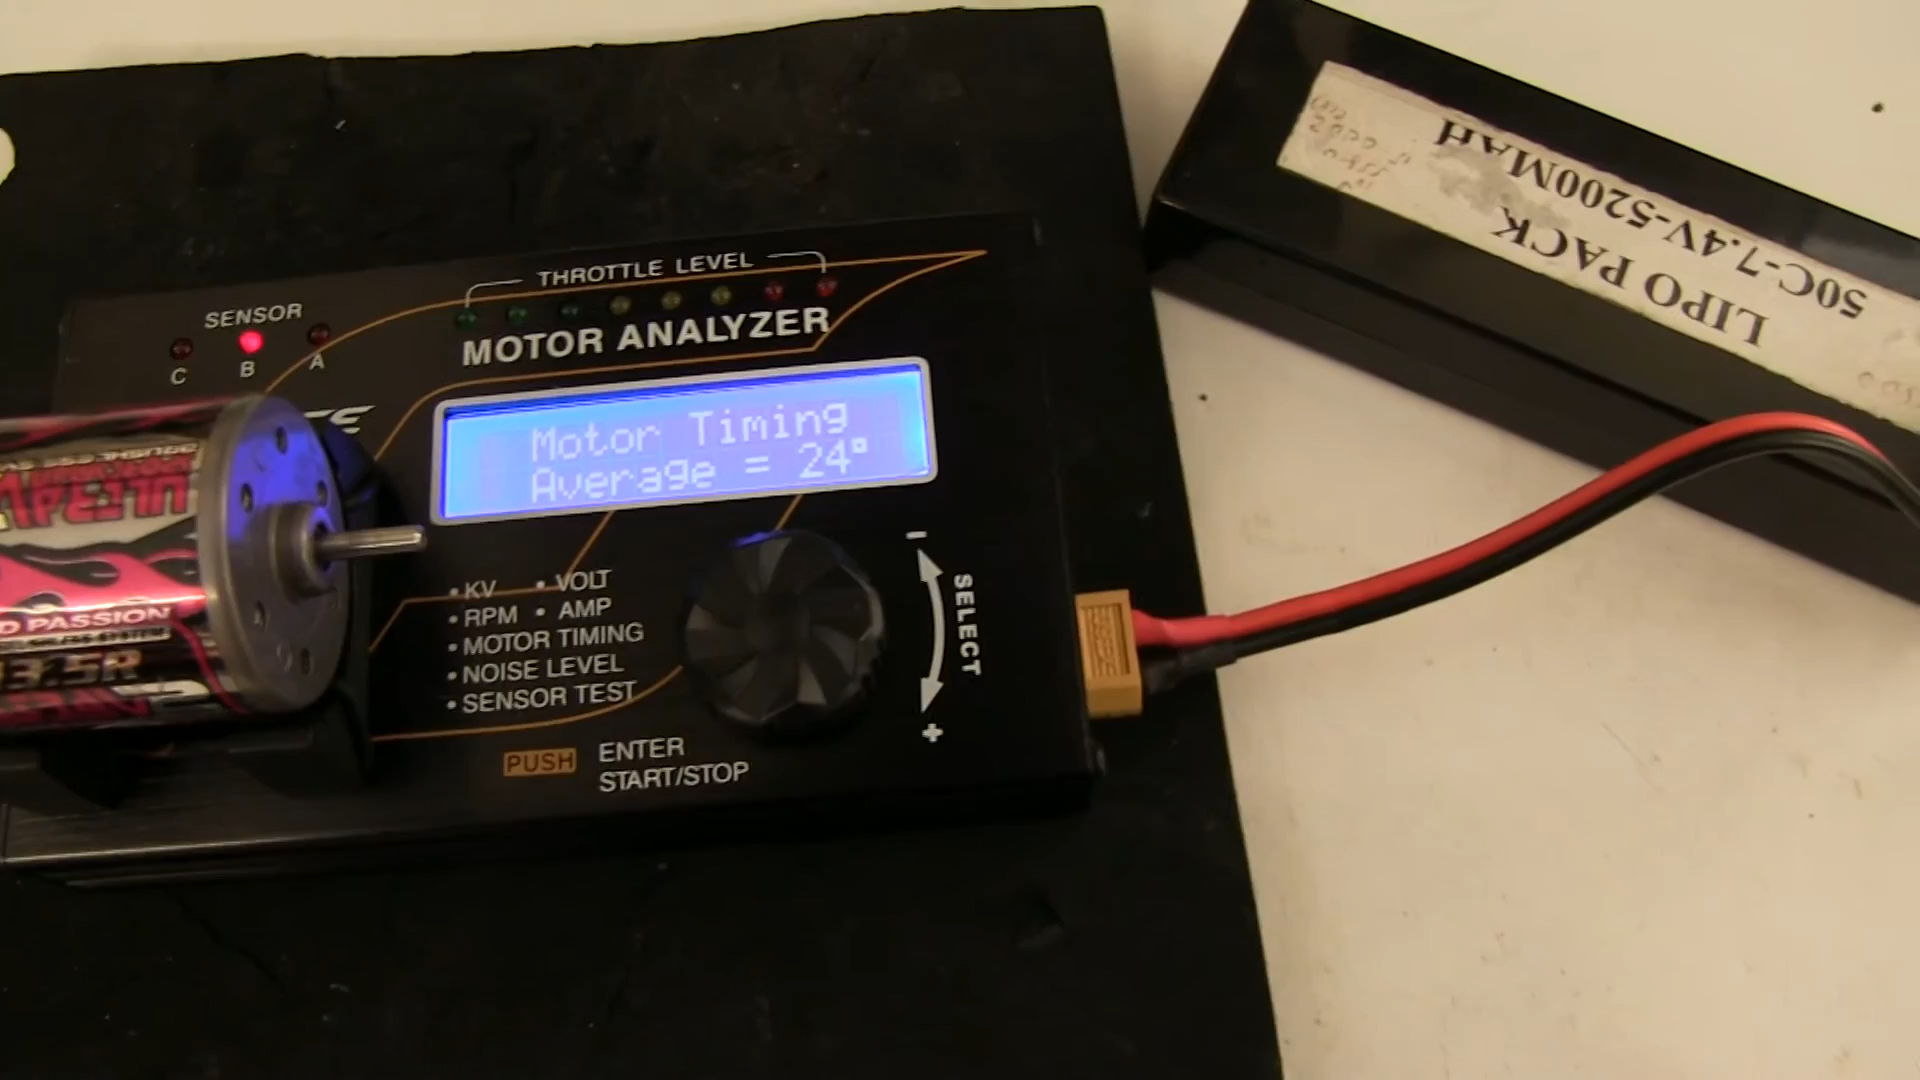 THROTTLE LEVEL
SENSOR
C B A
MOTOR ANALYZER
Motor Timing
Average = 24°
• KV • VOLT
• RPM • AMP
• MOTOR TIMING
• NOISE LEVEL
• SENSOR TEST
PUSH ENTER
START/STOP
−
SELECT
+
LIPO PACK
50C-7.4V-5200MAH
D PASSION
13.5R